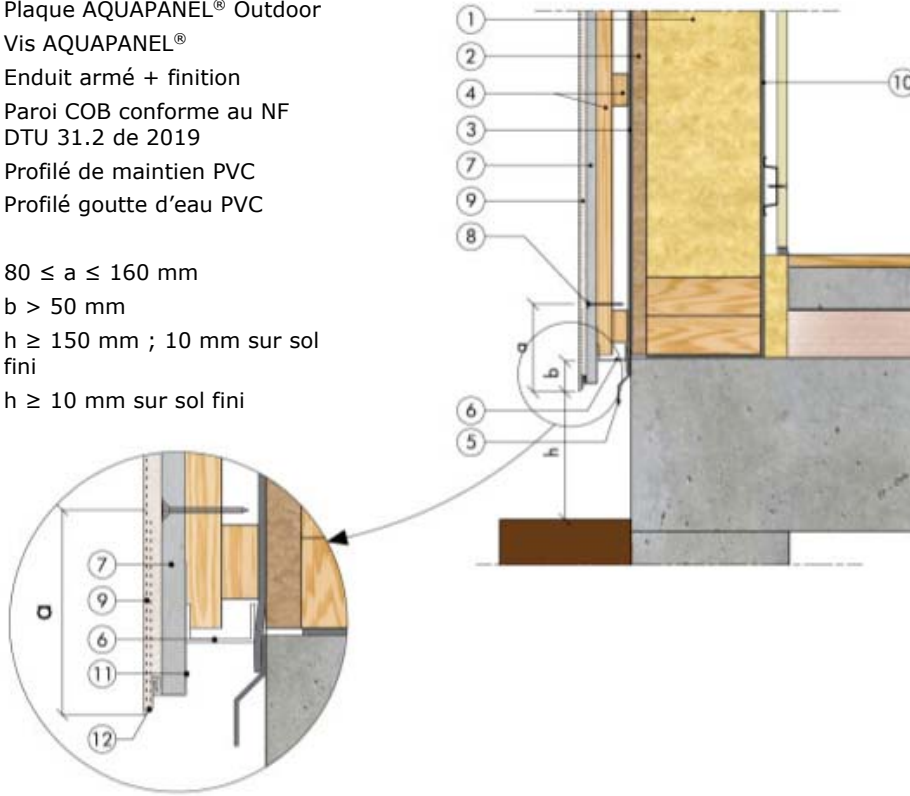 Plaque AQUAPANEL® Outdoor
Vis AQUAPANEL®
Enduit armé + finition
Paroi COB conforme au NF
DTU 31.2 de 2019
Profilé de maintien PVC
Profilé goutte d'eau PVC
80 ≤ a ≤ 160 mm
b > 50 mm
h ≥ 150 mm ; 10 mm sur sol
fini
h ≥ 10 mm sur sol fini
1
2
4
3
7
9
8
6
5
10
a
b
h
7
9
6
11
12
a